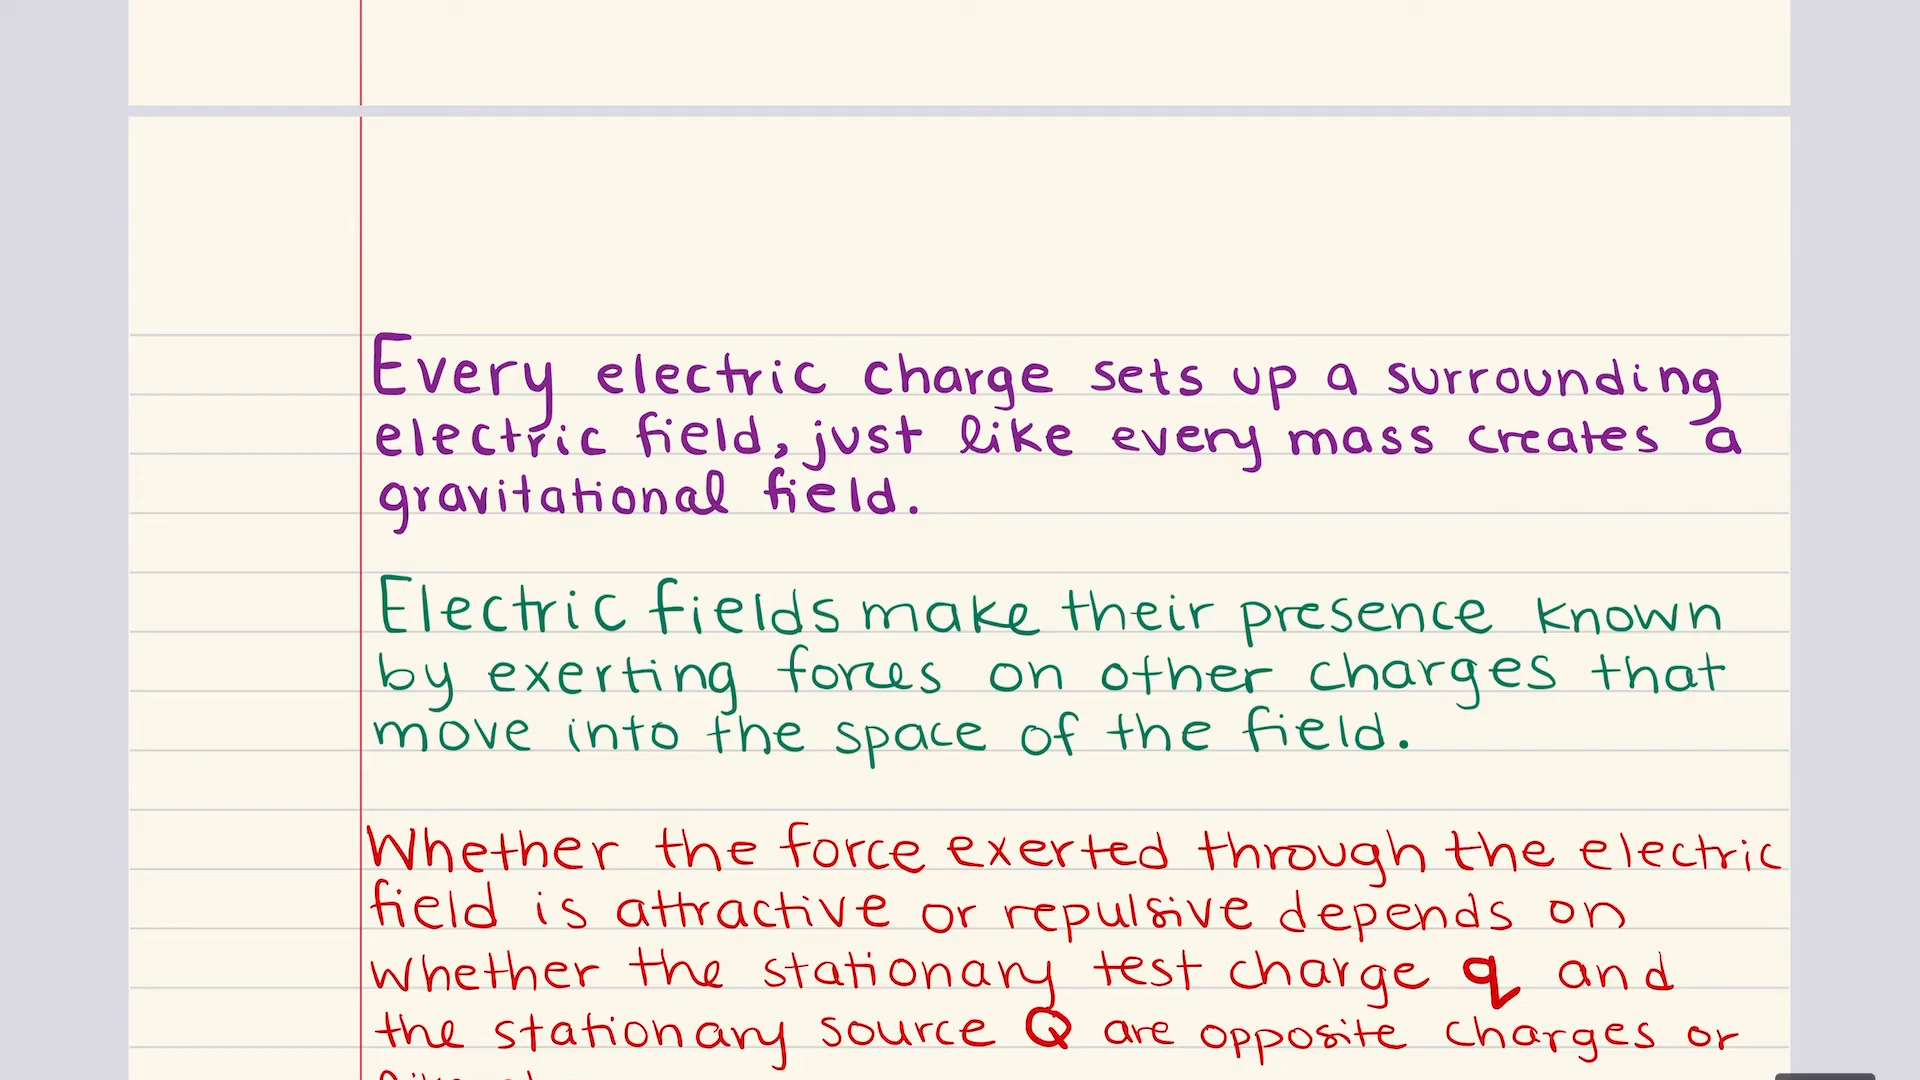 Every electric charge sets up a surrounding
electric field, just like every mass creates a
gravitational field.
Electric fields make their presence known
by exerting forces on other charges that
move into the space of the field.
Whether the force exerted through the electric
field is attractive or repulsive depends on
whether the stationary test charge q and
the stationary source Q are opposite charges or